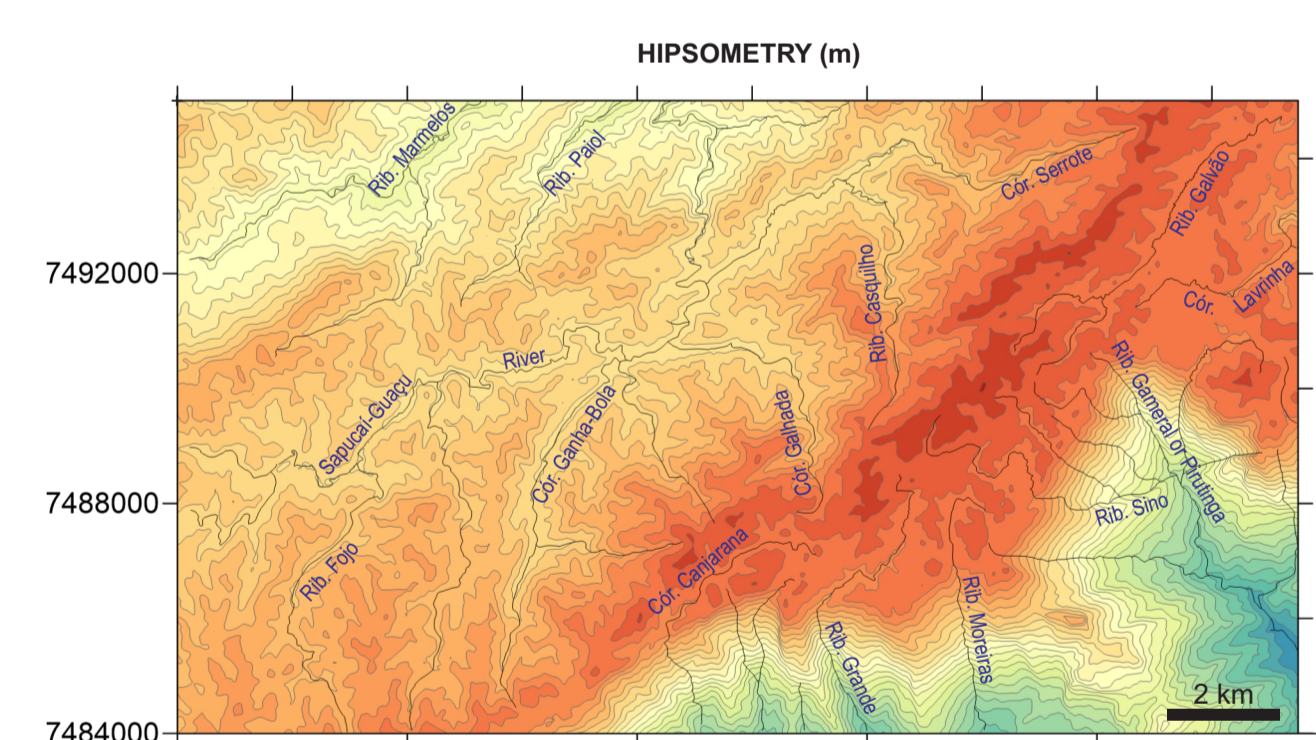 HIPSOMETRY (m)
Rib. Marmelos
Rib. Paiol
Cór. Serrote
Rib. Galvão
7492000
Rib. Casquilho
Cór. Lavrinha
River
Sapucaí-Guaçu
Cór. Ganha-Bola
Cór. Galhada
Rib. Gameral or Pirutinga
7488000
Rib. Sino
Rib. Fojo
Cór. Canjarana
Rib. Grande
Rib. Moreiras
2 km
7484000